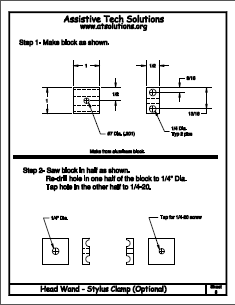 Assistive Tech Solutions
www.atsolutions.org
Step 1- Make block as shown.
1
1/2
1/2
5/16
1
13/16
#7 Dia. (.201)
1/4 Dia.
Typ 2 plcs
Make from aluminum block.
Step 2- Saw block in half as shown.
Re-drill hole in one half of the block to 1/4" Dia.
Tap hole in the other half to 1/4-20.
1/4" Dia.
Tap for 1/4-20 screw
Head Wand - Stylus Clamp (Optional)
Sheet